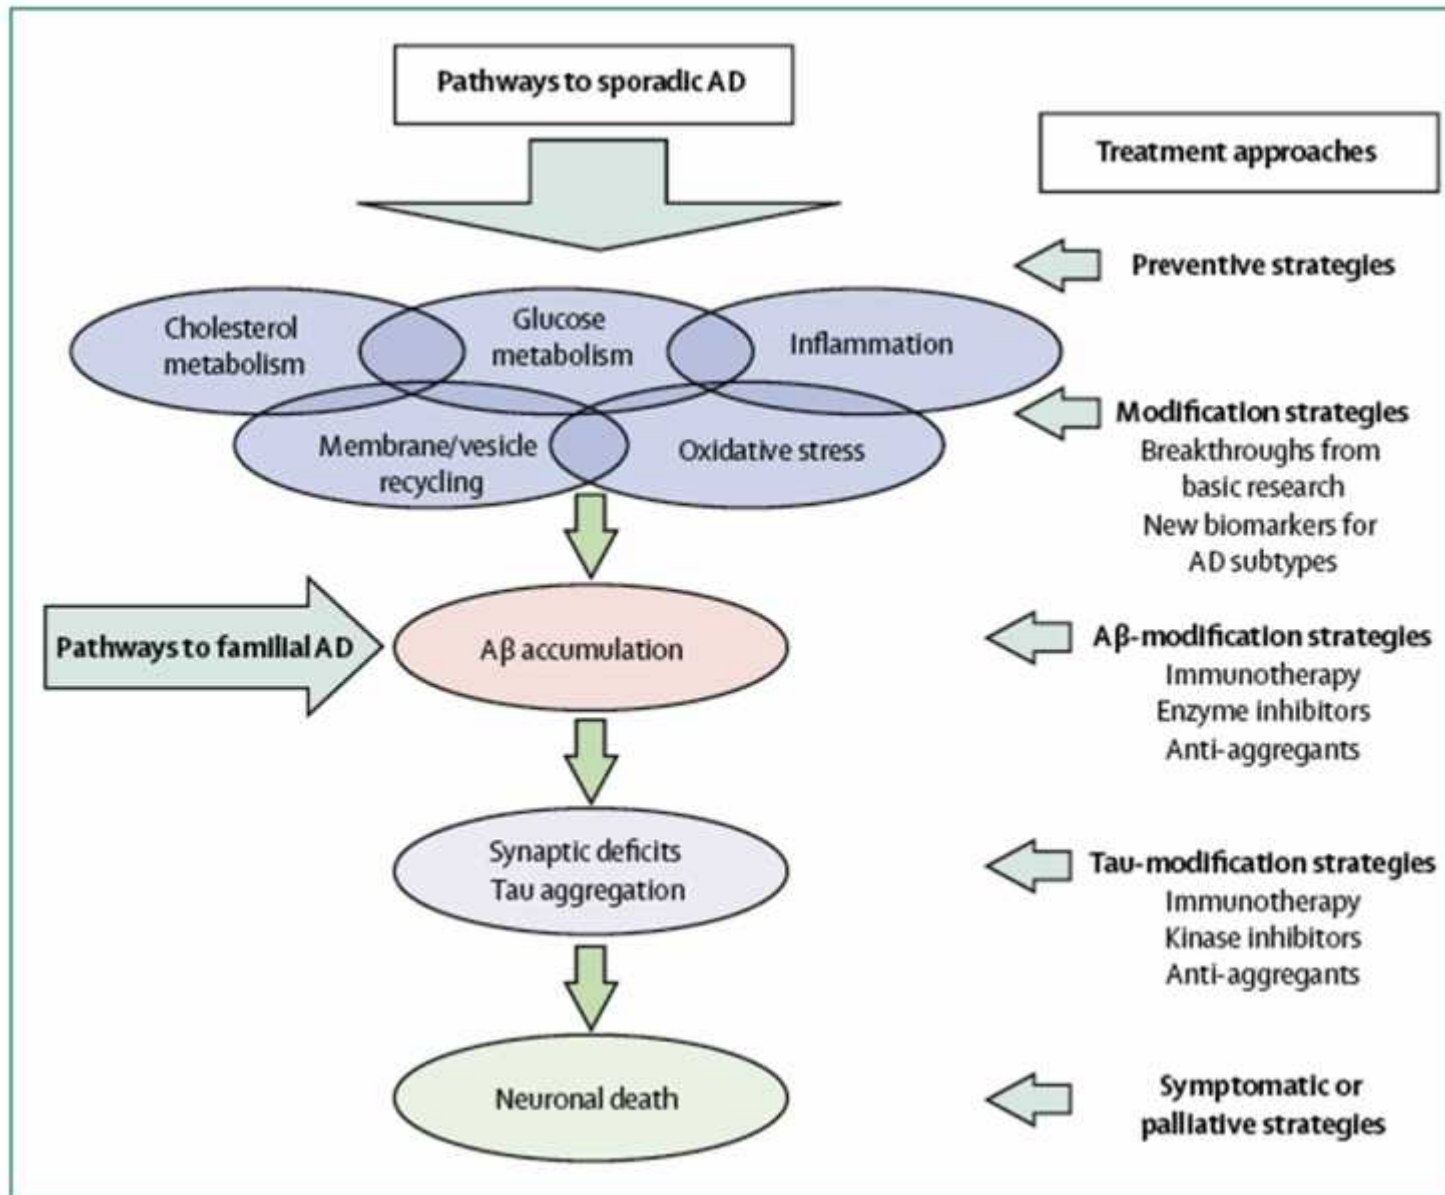 Pathways to sporadic AD
Treatment approaches
Preventive strategies
Cholesterol
metabolism
Glucose
metabolism
Inflammation
Membrane/vesicle
recycling
Oxidative stress
Modification strategies
Breakthroughs from
basic research
New biomarkers for
AD subtypes
Pathways to familial AD
Aβ accumulation
Aβ-modification strategies
Immunotherapy
Enzyme inhibitors
Anti-aggregants
Synaptic deficits
Tau aggregation
Tau-modification strategies
Immunotherapy
Kinase inhibitors
Anti-aggregants
Neuronal death
Symptomatic or
palliative strategies